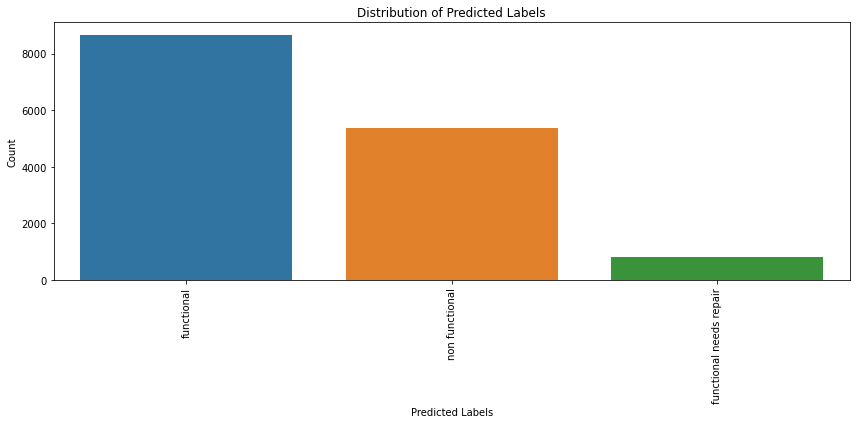 Distribution of Predicted Labels
Count
8000
6000
4000
2000
0
functional
non functional
functional needs repair
Predicted Labels